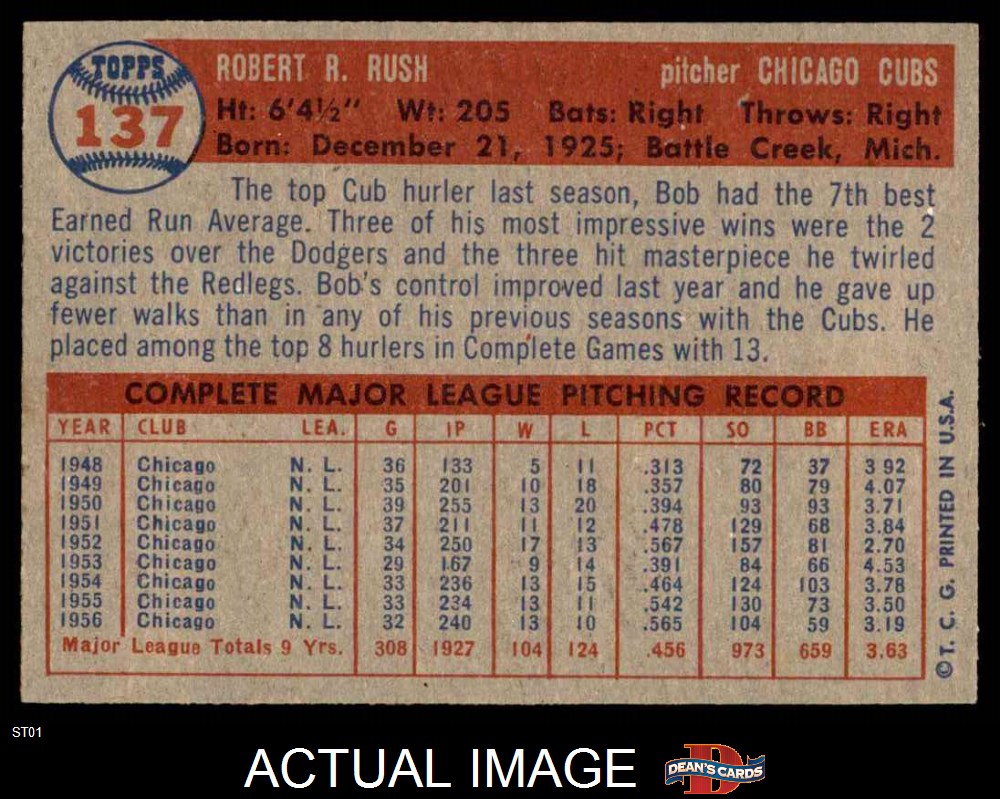 TOPPS
137
ROBERT R. RUSH pitcher CHICAGO CUBS
Ht: 6'4½" Wt: 205 Bats: Right Throws: Right
Born: December 21, 1925; Battle Creek, Mich.
The top Cub hurler last season, Bob had the 7th best
Earned Run Average. Three of his most impressive wins were the 2
victories over the Dodgers and the three hit masterpiece he twirled
against the Redlegs. Bob's control improved last year and he gave up
fewer walks than in any of his previous seasons with the Cubs. He
placed among the top 8 hurlers in Complete Games with 13.
COMPLETE MAJOR LEAGUE PITCHING RECORD
YEAR CLUB LEA. G IP W L PCT SO BB ERA
1948 Chicago N. L. 36 133 5 11 .313 72 37 3 92
1949 Chicago N. L. 35 201 10 18 .357 80 79 4.07
1950 Chicago N. L. 39 255 13 20 .394 93 93 3.71
1951 Chicago N. L. 37 211 11 12 .478 129 68 3.84
1952 Chicago N. L. 34 250 17 13 .567 157 81 2.70
1953 Chicago N. L. 29 167 9 14 .391 84 66 4.53
1954 Chicago N. L. 33 236 13 15 .464 124 103 3.78
1955 Chicago N. L. 33 234 13 11 .542 130 73 3.50
1956 Chicago N. L. 32 240 13 10 .565 104 59 3.19
Major League Totals 9 Yrs. 308 1927 104 124 .456 973 659 3.63
© T. C. G. PRINTED IN U.S.A.
ST01
ACTUAL IMAGE
DEAN'S CARDS